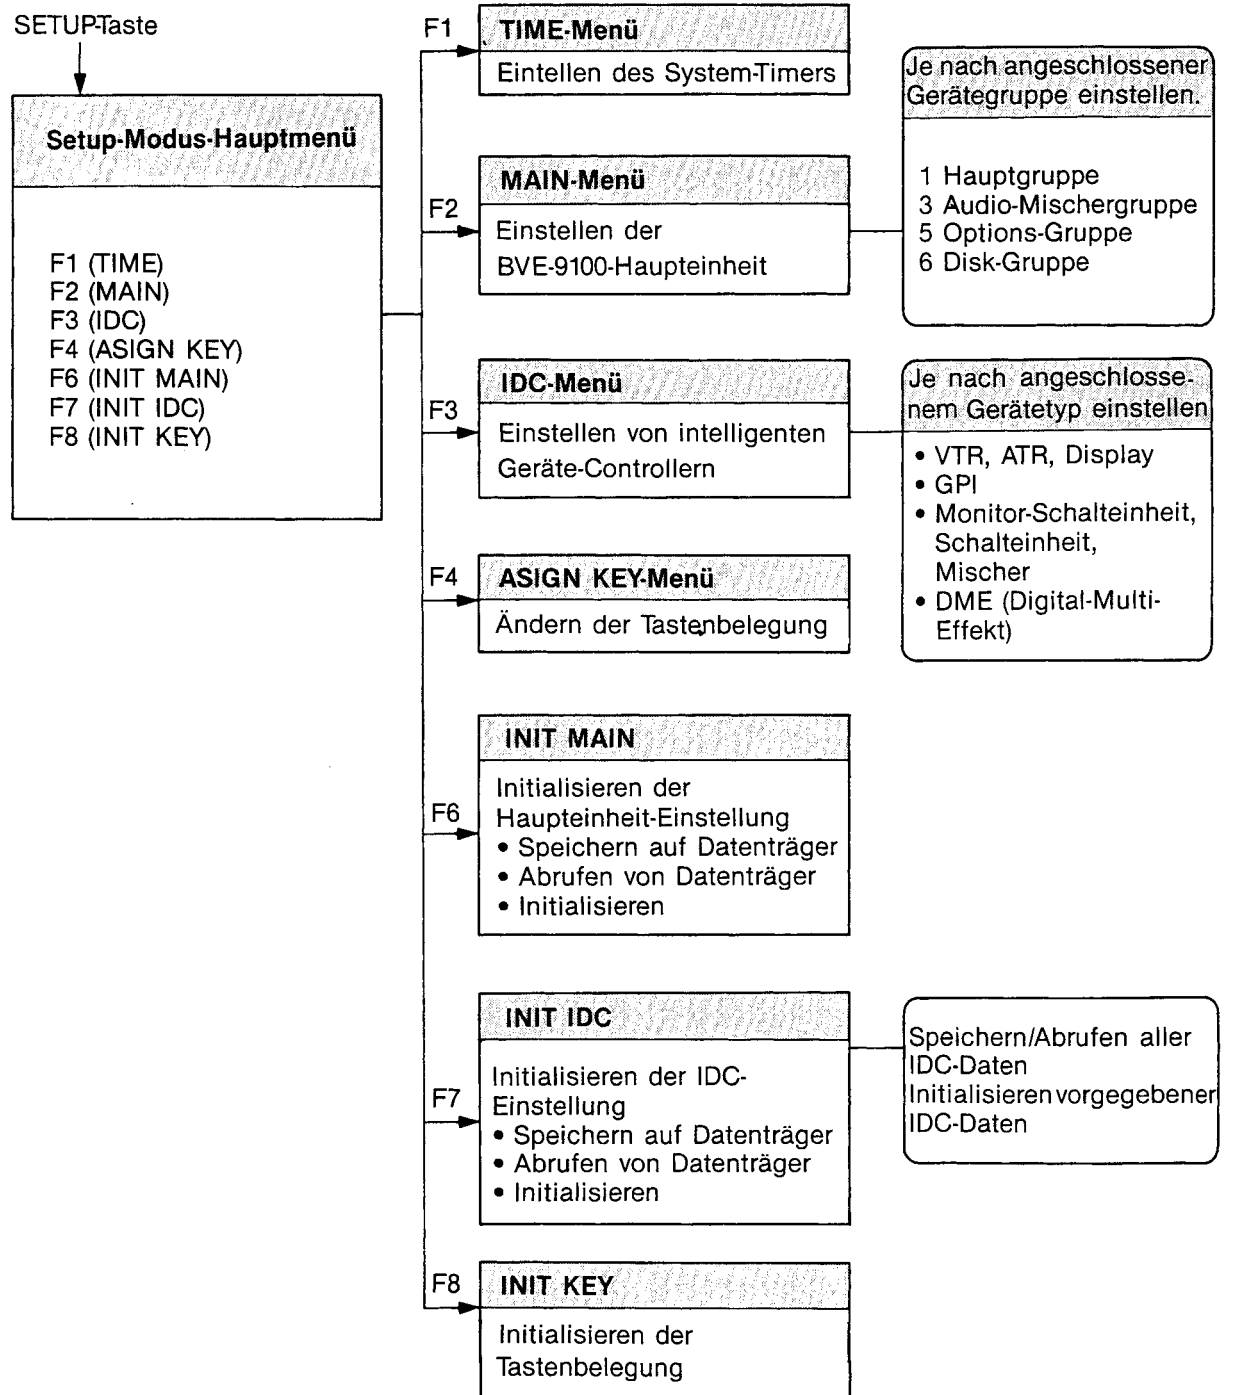 SETUP-Taste
Setup-Modus-Hauptmenü
F1 (TIME)
F2 (MAIN)
F3 (IDC)
F4 (ASIGN KEY)
F6 (INIT MAIN)
F7 (INIT IDC)
F8 (INIT KEY)
F1
TIME-Menü
Eintellen des System-Timers
F2
MAIN-Menü
Einstellen der
BVE-9100-Haupteinheit
Je nach angeschlossener
Gerätegruppe einstellen.
1 Hauptgruppe
3 Audio-Mischergruppe
5 Options-Gruppe
6 Disk-Gruppe
F3
IDC-Menü
Einstellen von intelligenten
Geräte-Controllern
Je nach angeschlosse-
nem Gerätetyp einstellen
• VTR, ATR, Display
• GPI
• Monitor-Schalteinheit,
Schalteinheit,
Mischer
• DME (Digital-Multi-
Effekt)
F4
ASIGN KEY-Menü
Ändern der Tastenbelegung
F6
INIT MAIN
Initialisieren der
Haupteinheit-Einstellung
• Speichern auf Datenträger
• Abrufen von Datenträger
• Initialisieren
F7
INIT IDC
Initialisieren der IDC-
Einstellung
• Speichern auf Datenträger
• Abrufen von Datenträger
• Initialisieren
Speichern/Abrufen aller
IDC-Daten
Initialisieren vorgegebener
IDC-Daten
F8
INIT KEY
Initialisieren der
Tastenbelegung